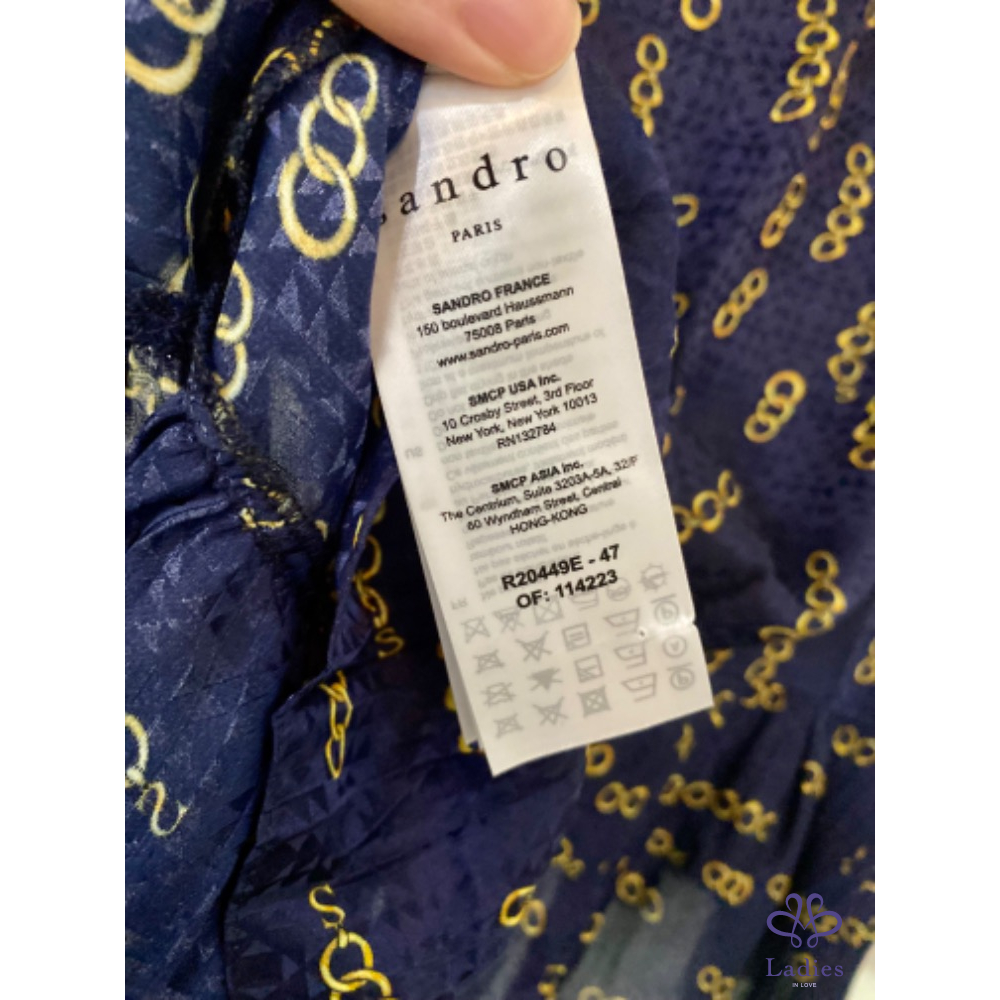 sandro
PARIS
SANDRO FRANCE
150 boulevard Haussmann
75008 Paris
www.sandro-paris.com
SMCP USA Inc.
10 Crosby Street, 3rd Floor
New York, New York 10013
RN132784
SMCP ASIA Inc.
The Centrium, Suite 3203A-5A, 32/F
60 Wyndham Street, Central
HONG-KONG
R20449E - 47
OF: 114223
S
S
S
Ladies
IN LOVE